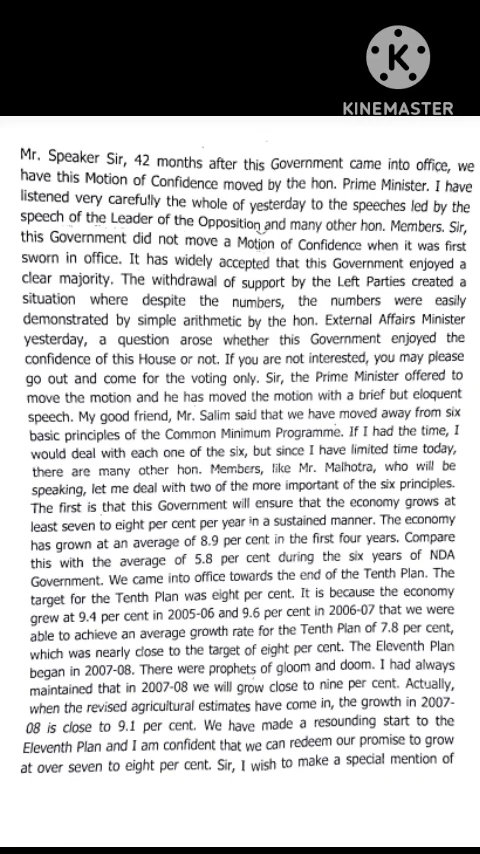 K
KINEMASTER
Mr. Speaker Sir, 42 months after this Government came into office, we
have this Motion of Confidence moved by the hon. Prime Minister. I have
listened very carefully the whole of yesterday to the speeches led by the
speech of the Leader of the Opposition and many other hon. Members. Sir,
this Government did not move a Motion of Confidence when it was first
sworn in office. It has widely accepted that this Government enjoyed a
clear majority. The withdrawal of support by the Left Parties created a
situation where despite the numbers, the numbers were easily
demonstrated by simple arithmetic by the hon. External Affairs Minister
yesterday, a question arose whether this Government enjoyed the
confidence of this House or not. If you are not interested, you may please
go out and come for the voting only. Sir, the Prime Minister offered to
move the motion and he has moved the motion with a brief but eloquent
speech. My good friend, Mr. Salim said that we have moved away from six
basic principles of the Common Minimum Programme. If I had the time, I
would deal with each one of the six, but since I have limited time today,
there are many other hon. Members, like Mr. Malhotra, who will be
speaking, let me deal with two of the more important of the six principles.
The first is that this Government will ensure that the economy grows at
least seven to eight per cent per year in a sustained manner. The economy
has grown at an average of 8.9 per cent in the first four years. Compare
this with the average of 5.8 per cent during the six years of NDA
Government. We came into office towards the end of the Tenth Plan. The
target for the Tenth Plan was eight per cent. It is because the economy
grew at 9.4 per cent in 2005-06 and 9.6 per cent in 2006-07 that we were
able to achieve an average growth rate for the Tenth Plan of 7.8 per cent,
which was nearly close to the target of eight per cent. The Eleventh Plan
began in 2007-08. There were prophets of gloom and doom. I had always
maintained that in 2007-08 we will grow close to nine per cent. Actually,
when the revised agricultural estimates have come in, the growth in 2007-
08 is close to 9.1 per cent. We have made a resounding start to the
Eleventh Plan and I am confident that we can redeem our promise to grow
at over seven to eight per cent. Sir, I wish to make a special mention of